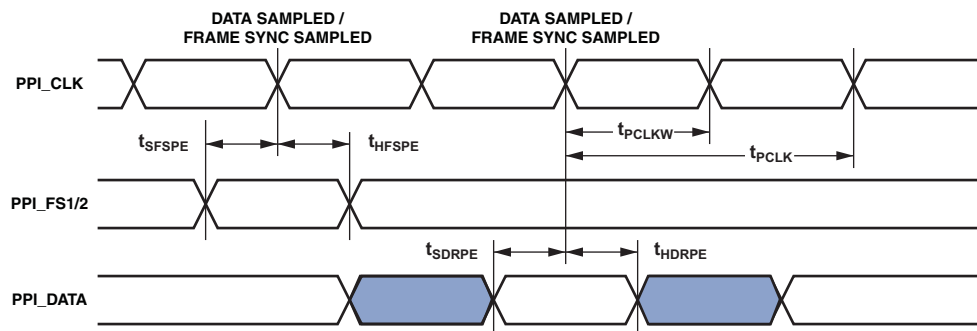 DATA SAMPLED /
FRAME SYNC SAMPLED
DATA SAMPLED /
FRAME SYNC SAMPLED
PPI_CLK
tSFSPE
tHFSPE
tPCLKW
tPCLK
PPI_FS1/2
tSDRPE
tHDRPE
PPI_DATA